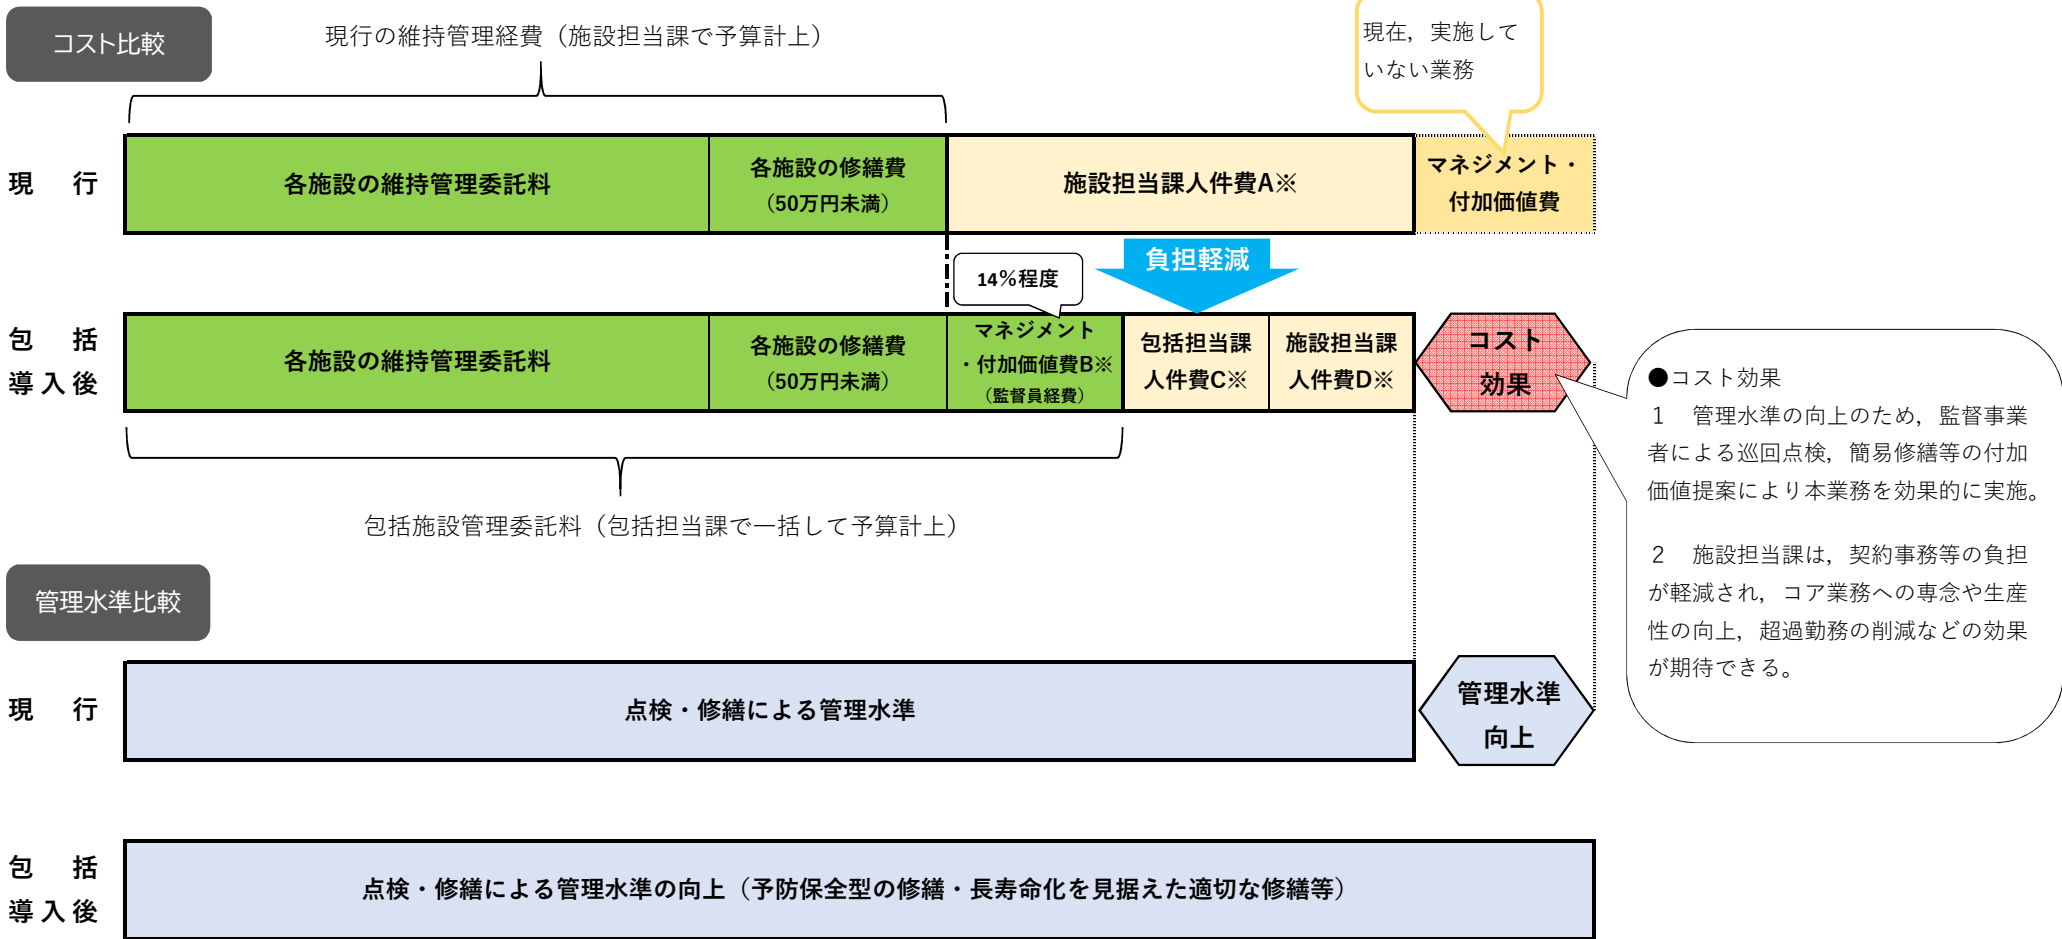 コスト比較
現行の維持管理経費（施設担当課で予算計上）
現在，実施して
いない業務
現　行
各施設の維持管理委託料
各施設の修繕費
（50万円未満）
施設担当課人件費A※
マネジメント・
付加価値費
負担軽減
14％程度
包　括
導入後
各施設の維持管理委託料
各施設の修繕費
（50万円未満）
マネジメント
・付加価値費B※
（監督員経費）
包括担当課
人件費C※
施設担当課
人件費D※
コスト
効果
●コスト効果
１　管理水準の向上のため，監督事業
者による巡回点検，簡易修繕等の付加
価値提案により本業務を効果的に実施。
２　施設担当課は，契約事務等の負担
が軽減され，コア業務への専念や生産
性の向上，超過勤務の削減などの効果
が期待できる。
包括施設管理委託料（包括担当課で一括して予算計上）
管理水準比較
現　行
点検・修繕による管理水準
管理水準
向上
包　括
導入後
点検・修繕による管理水準の向上（予防保全型の修繕・長寿命化を見据えた適切な修繕等）